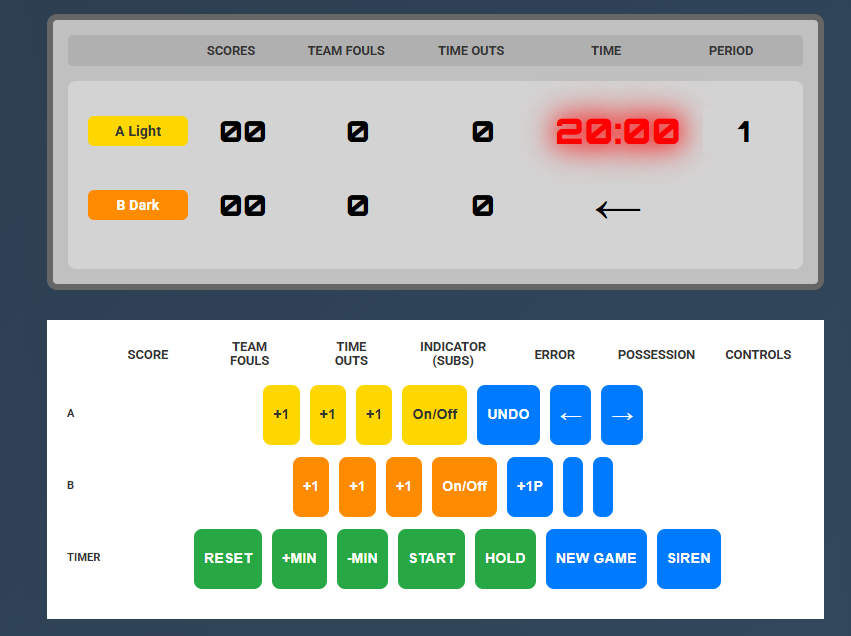 SCORES TEAM FOULS TIME OUTS TIME PERIOD
A Light 00 0 0 20:00 1
B Dark 00 0 0 ←
SCORE TEAM FOULS TIME OUTS INDICATOR (SUBS) ERROR POSSESSION CONTROLS
A +1 +1 +1 On/Off UNDO ← →
B +1 +1 +1 On/Off +1P
TIMER RESET +MIN -MIN START HOLD NEW GAME SIREN